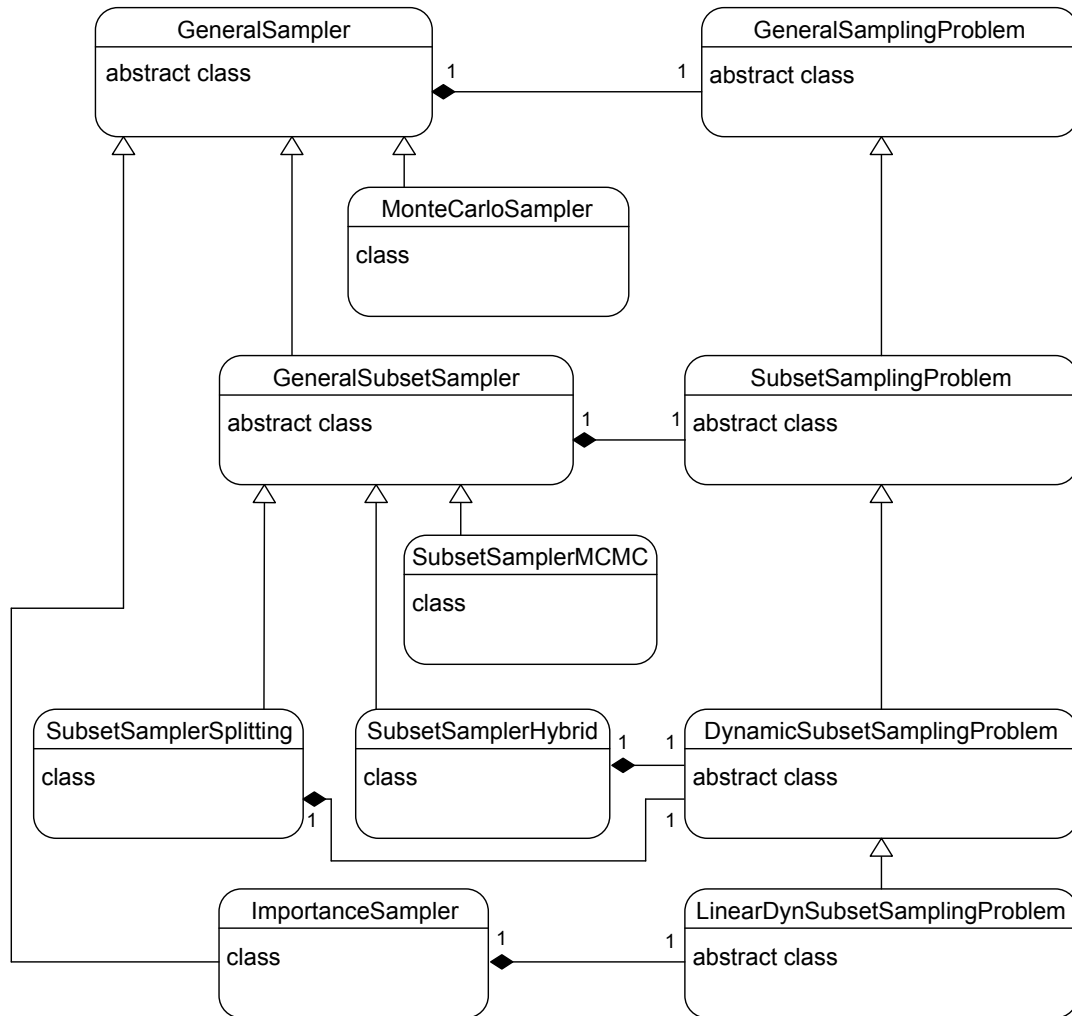 GeneralSampler
abstract class
1
1
GeneralSamplingProblem
abstract class
MonteCarloSampler
class
GeneralSubsetSampler
abstract class
1
1
SubsetSamplingProblem
abstract class
SubsetSamplerMCMC
class
SubsetSamplerSplitting
class
1
SubsetSamplerHybrid
class
1
1
1
DynamicSubsetSamplingProblem
abstract class
ImportanceSampler
class
1
1
LinearDynSubsetSamplingProblem
abstract class